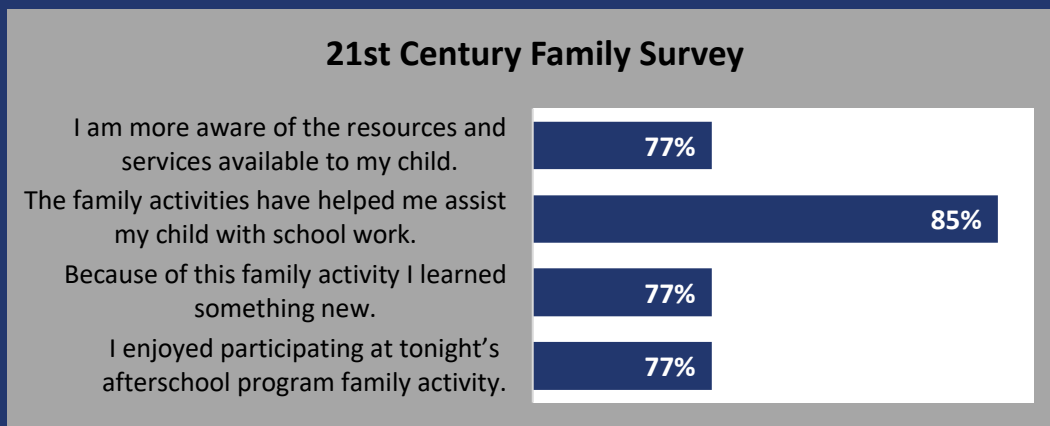 21st Century Family Survey
I am more aware of the resources and
services available to my child.
77%
The family activities have helped me assist
my child with school work.
85%
Because of this family activity I learned
something new.
77%
I enjoyed participating at tonight’s
afterschool program family activity.
77%